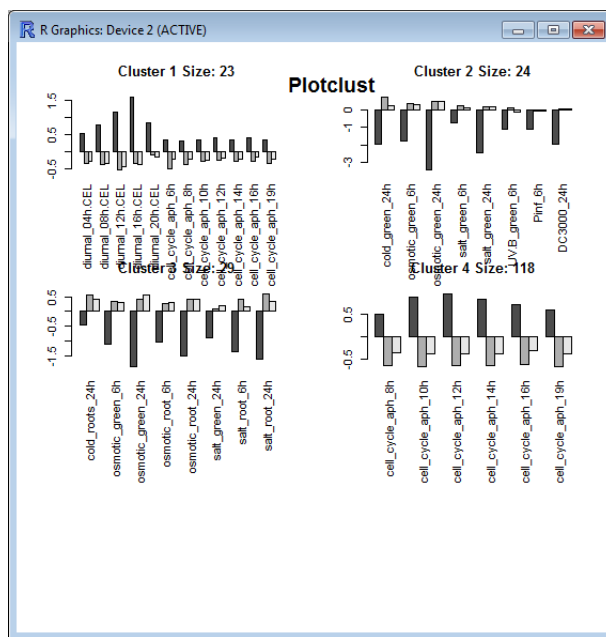 R Graphics: Device 2 (ACTIVE)
Plotclust
Cluster 1 Size: 23
1.5
0.5
-0.5
diurnal_04h.CEL
diurnal_08h.CEL
diurnal_12h.CEL
diurnal_16h.CEL
diurnal_20h.CEL
cell_cycle_aph_6h
cell_cycle_aph_8h
cell_cycle_aph_10h
cell_cycle_aph_12h
cell_cycle_aph_14h
cell_cycle_aph_16h
cell_cycle_aph_19h
Cluster 2 Size: 24
0
-1
-3
cold_green_24h
osmotic_green_6h
osmotic_green_24h
salt_green_6h
salt_green_24h
UV.B_green_6h
Pinf_6h
DC3000_24h
Cluster 3 Size: 29
0.5
-0.5
-1.5
cold_roots_24h
osmotic_green_6h
osmotic_green_24h
osmotic_root_6h
osmotic_root_24h
salt_green_24h
salt_root_6h
salt_root_24h
Cluster 4 Size: 118
0.5
-0.5
cell_cycle_aph_8h
cell_cycle_aph_10h
cell_cycle_aph_12h
cell_cycle_aph_14h
cell_cycle_aph_16h
cell_cycle_aph_19h